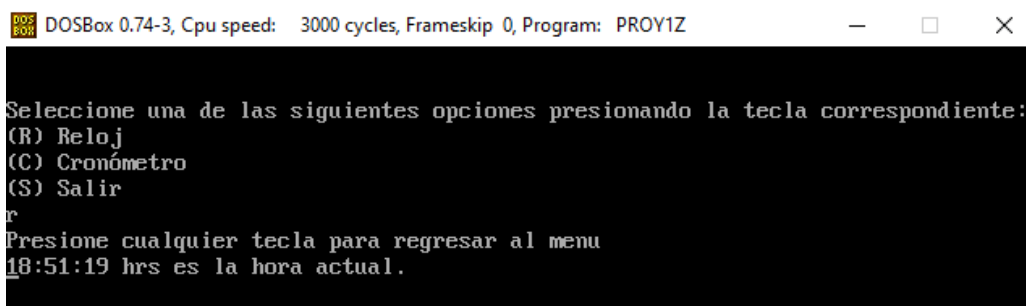 DOSBox 0.74-3, Cpu speed: 3000 cycles, Frameskip 0, Program: PROY1Z
Seleccione una de las siguientes opciones presionando la tecla correspondiente:
(R) Reloj
(C) Cronómetro
(S) Salir
r
Presione cualquier tecla para regresar al menu
18:51:19 hrs es la hora actual.